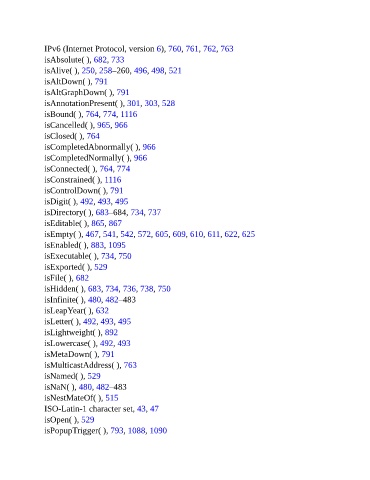 IPv6 (Internet Protocol, version 6), 760, 761, 762, 763
isAbsolute( ), 682, 733
isAlive( ), 250, 258–260, 496, 498, 521
isAltDown( ), 791
isAltGraphDown( ), 791
isAnnotationPresent( ), 301, 303, 528
isBound( ), 764, 774, 1116
isCancelled( ), 965, 966
isClosed( ), 764
isCompletedAbnormally( ), 966
isCompletedNormally( ), 966
isConnected( ), 764, 774
isConstrained( ), 1116
isControlDown( ), 791
isDigit( ), 492, 493, 495
isDirectory( ), 683–684, 734, 737
isEditable( ), 865, 867
isEmpty( ), 467, 541, 542, 572, 605, 609, 610, 611, 622, 625
isEnabled( ), 883, 1095
isExecutable( ), 734, 750
isExported( ), 529
isFile( ), 682
isHidden( ), 683, 734, 736, 738, 750
isInfinite( ), 480, 482–483
isLeapYear( ), 632
isLetter( ), 492, 493, 495
isLightweight( ), 892
isLowercase( ), 492, 493
isMetaDown( ), 791
isMulticastAddress( ), 763
isNamed( ), 529
isNaN( ), 480, 482–483
isNestMateOf( ), 515
ISO-Latin-1 character set, 43, 47
isOpen( ), 529
isPopupTrigger( ), 793, 1088, 1090